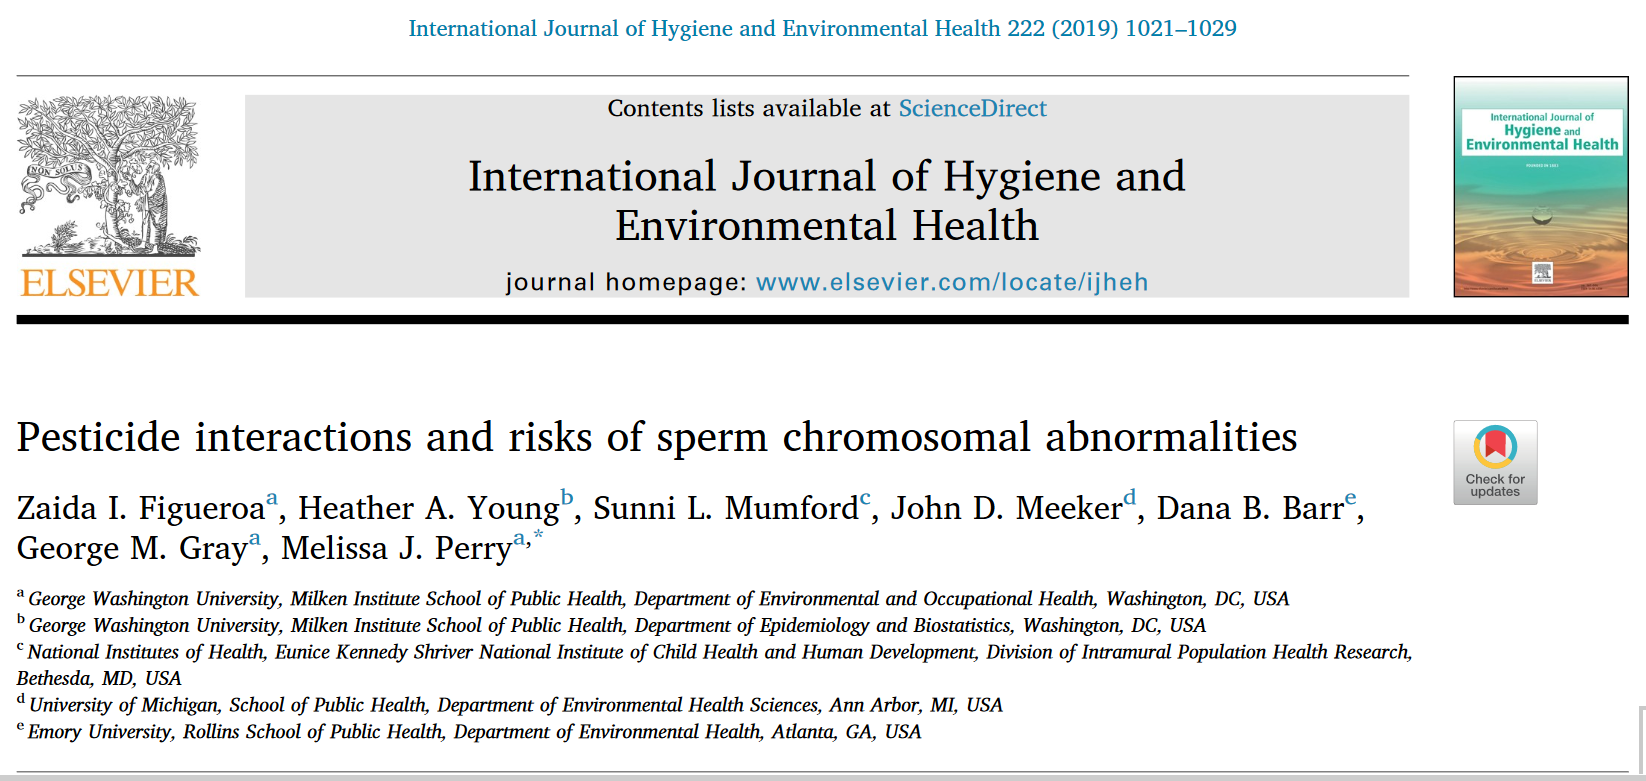 International Journal of Hygiene and Environmental Health 222 (2019) 1021–1029
Contents lists available at ScienceDirect
International Journal of Hygiene and
Environmental Health
journal homepage: www.elsevier.com/locate/ijheh
NON SOLUS
ELSEVIER
International Journal of
Hygiene and
Environmental Health
Pesticide interactions and risks of sperm chromosomal abnormalities
Check for
updates
Zaida I. Figueroaa, Heather A. Youngb, Sunni L. Mumfordc, John D. Meekerd, Dana B. Barre,
George M. Graya, Melissa J. Perrya,*
a George Washington University, Milken Institute School of Public Health, Department of Environmental and Occupational Health, Washington, DC, USA
b George Washington University, Milken Institute School of Public Health, Department of Epidemiology and Biostatistics, Washington, DC, USA
c National Institutes of Health, Eunice Kennedy Shriver National Institute of Child Health and Human Development, Division of Intramural Population Health Research,
Bethesda, MD, USA
d University of Michigan, School of Public Health, Department of Environmental Health Sciences, Ann Arbor, MI, USA
e Emory University, Rollins School of Public Health, Department of Environmental Health, Atlanta, GA, USA